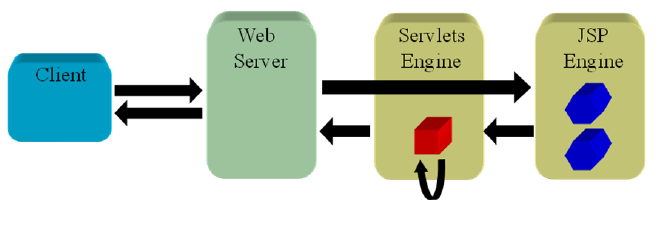 Client
Web
Server
Servlets
Engine
JSP
Engine